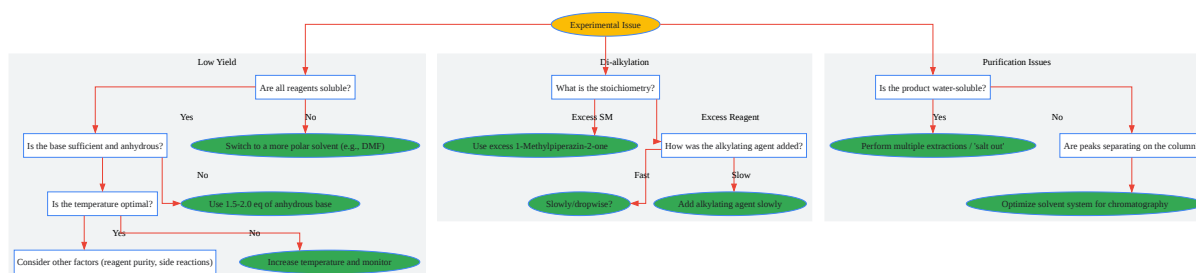 Experimental Issue
Low Yield
Di-alkylation
Purification Issues
Are all reagents soluble?
What is the stoichiometry?
Is the product water-soluble?
Yes
No
Excess SM
Excess Reagent
Yes
No
Is the base sufficient and anhydrous?
Switch to a more polar solvent (e.g., DMF)
Use excess 1-Methylpiperazin-2-one
How was the alkylating agent added?
Perform multiple extractions / 'salt out'
Are peaks separating on the column
No
Fast
Slow
Is the temperature optimal?
Use 1.5-2.0 eq of anhydrous base
Slowly/dropwise?
Add alkylating agent slowly
Optimize solvent system for chromatography
Yes
No
Consider other factors (reagent purity, side reactions)
Increase temperature and monitor